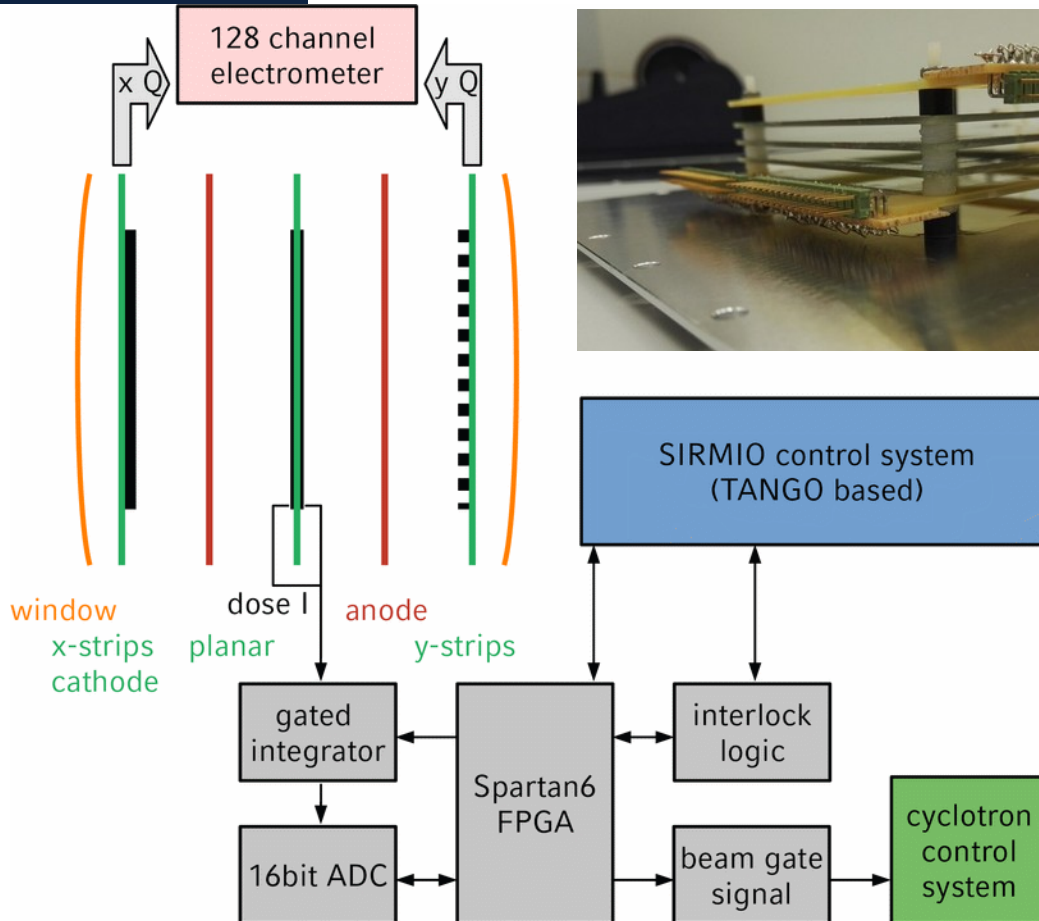 128 channel
electrometer
x Q
y Q
SIRMIO control system
(TANGO based)
window
x-strips
cathode
planar
dose I
anode
y-strips
gated
integrator
Spartan6
FPGA
interlock
logic
16bit ADC
beam gate
signal
cyclotron
control
system